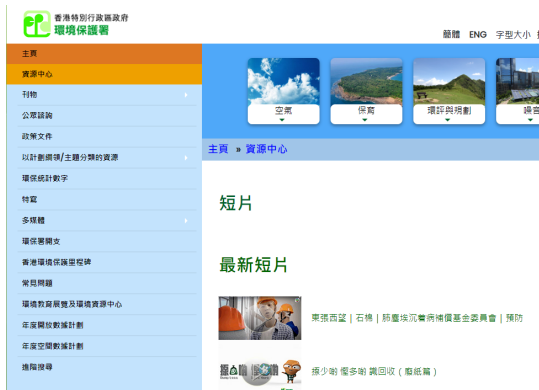 香港特別行政區政府
環境保護署
簡體 ENG 字型大小
主頁
資源中心
刊物
公眾諮詢
政策文件
以計劃綱領/主題分類的資源
環保統計數字
特寫
多媒體
環保署開支
香港環境保護里程碑
常見問題
環境教育展覽及環境資源中心
年度開放數據計劃
年度空間數據計劃
進階搜尋
空氣
保育
環評與規劃
噪音
主頁 » 資源中心
短片
最新短片
東張西望 | 石棉 | 肺塵埃沉着病補償基金委員會 | 預防
揼少啲 慳多啲 識回收 ( 廢紙篇 )